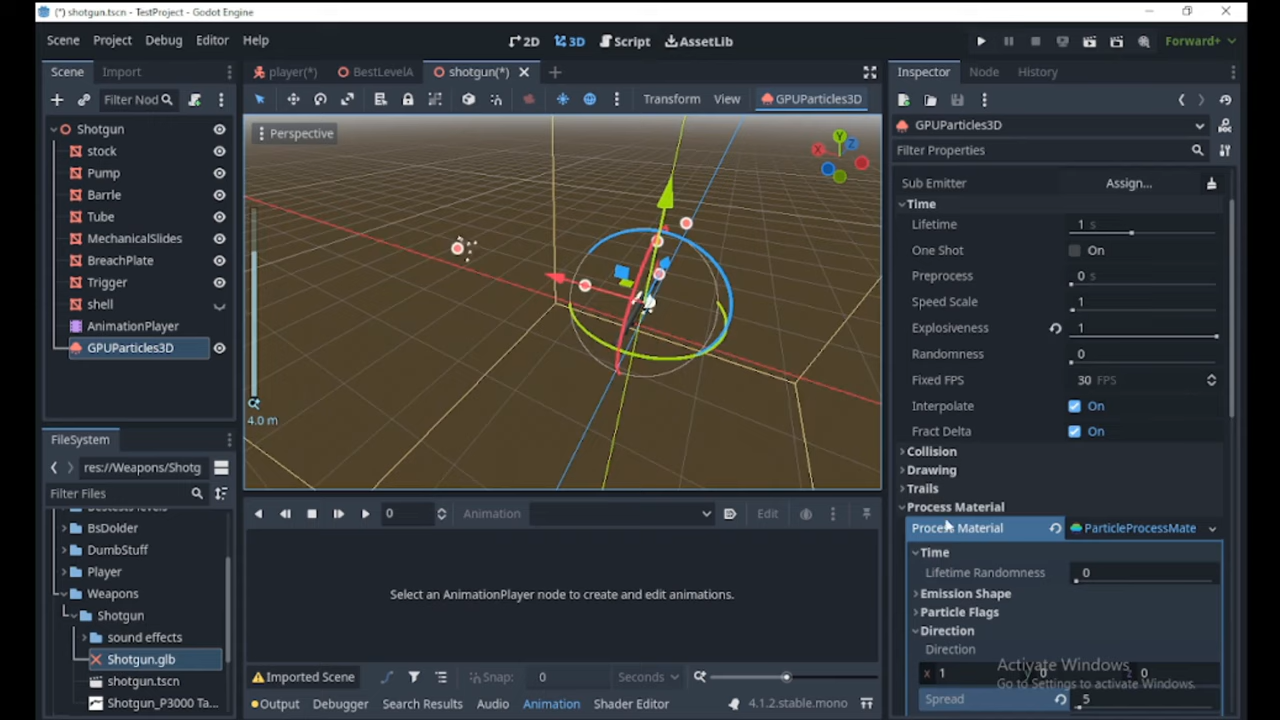 (*) shotgun.tscn - TestProject - Godot Engine
Scene Project Debug Editor Help
2D 3D Script AssetLib
Forward+
Scene Import
player(*) BestLevelA shotgun(*)
Inspector Node History
Filter Nod
Transform View GPUParticles3D
GPUParticles3D
Filter Properties
Perspective
Y
X
Z
Shotgun
stock
Pump
Barrle
Tube
MechanicalSlides
BreachPlate
Trigger
shell
AnimationPlayer
GPUParticles3D
4.0 m
Sub Emitter Assign...
Time
Lifetime 1 s
One Shot On
Preprocess 0 s
Speed Scale 1
Explosiveness 1
Randomness 0
Fixed FPS 30 FPS
Interpolate On
Fract Delta On
Collision
Drawing
Trails
Process Material
Process Material ParticleProcessMate
Time
Lifetime Randomness 0
Emission Shape
Particle Flags
Direction
Direction
x 1 0 z 0
Spread 5
Activate Windows
Go to Settings to activate Windows.
FileSystem
res://Weapons/Shotg
Filter Files
BsDolder
DumbStuff
Player
Weapons
Shotgun
sound effects
Shotgun.glb
shotgun.tscn
Shotgun_P3000 Ta...
0 Animation Edit
Select an AnimationPlayer node to create and edit animations.
Imported Scene Snap: 0 Seconds
Output Debugger Search Results Audio Animation Shader Editor 4.1.2.stable.mono